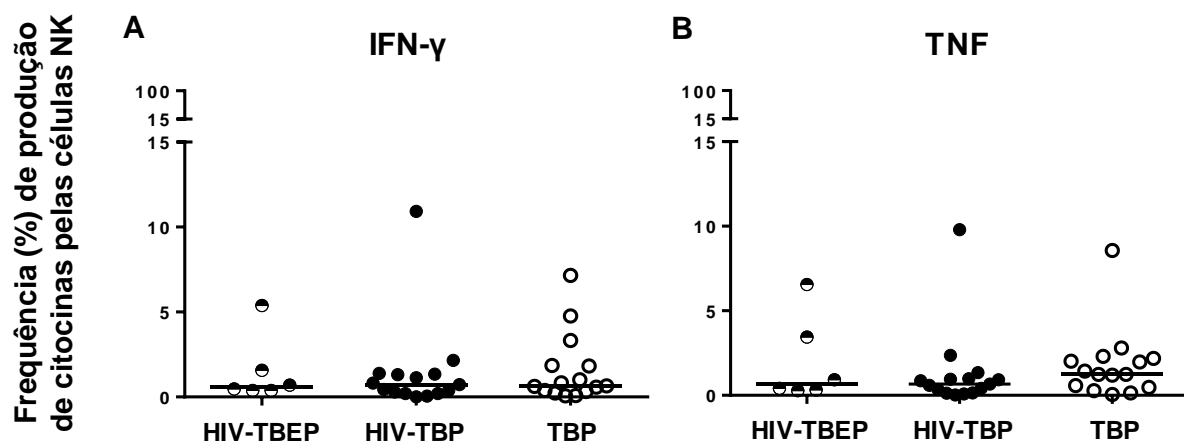 Frequência (%) de produção
de citocinas pelas células NK
A
IFN-γ
100
15
15
10
5
0
HIV-TBEP HIV-TBP TBP
B
TNF
100
15
15
10
5
0
HIV-TBEP HIV-TBP TBP